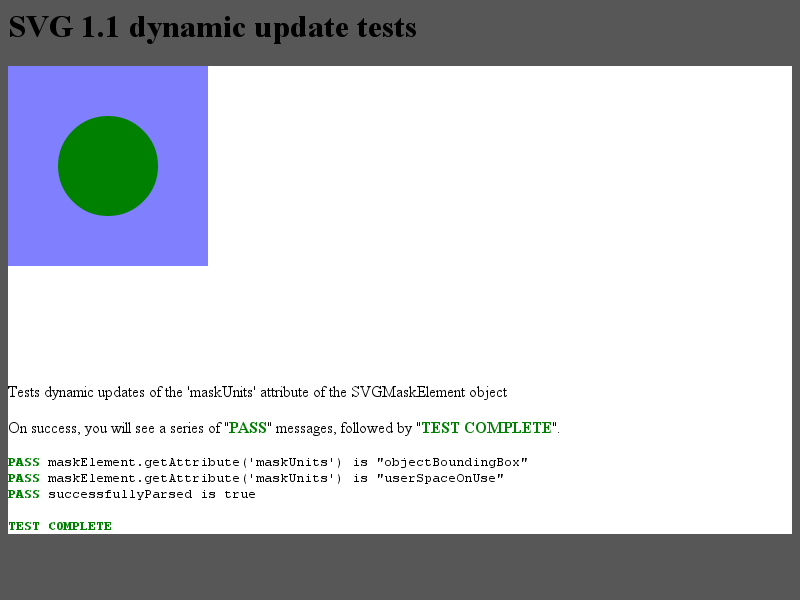 SVG 1.1 dynamic update tests
Tests dynamic updates of the 'maskUnits' attribute of the SVGMaskElement object
On success, you will see a series of "PASS" messages, followed by "TEST COMPLETE".
PASS maskElement.getAttribute('maskUnits') is "objectBoundingBox"
PASS maskElement.getAttribute('maskUnits') is "userSpaceOnUse"
PASS successfullyParsed is true
TEST COMPLETE